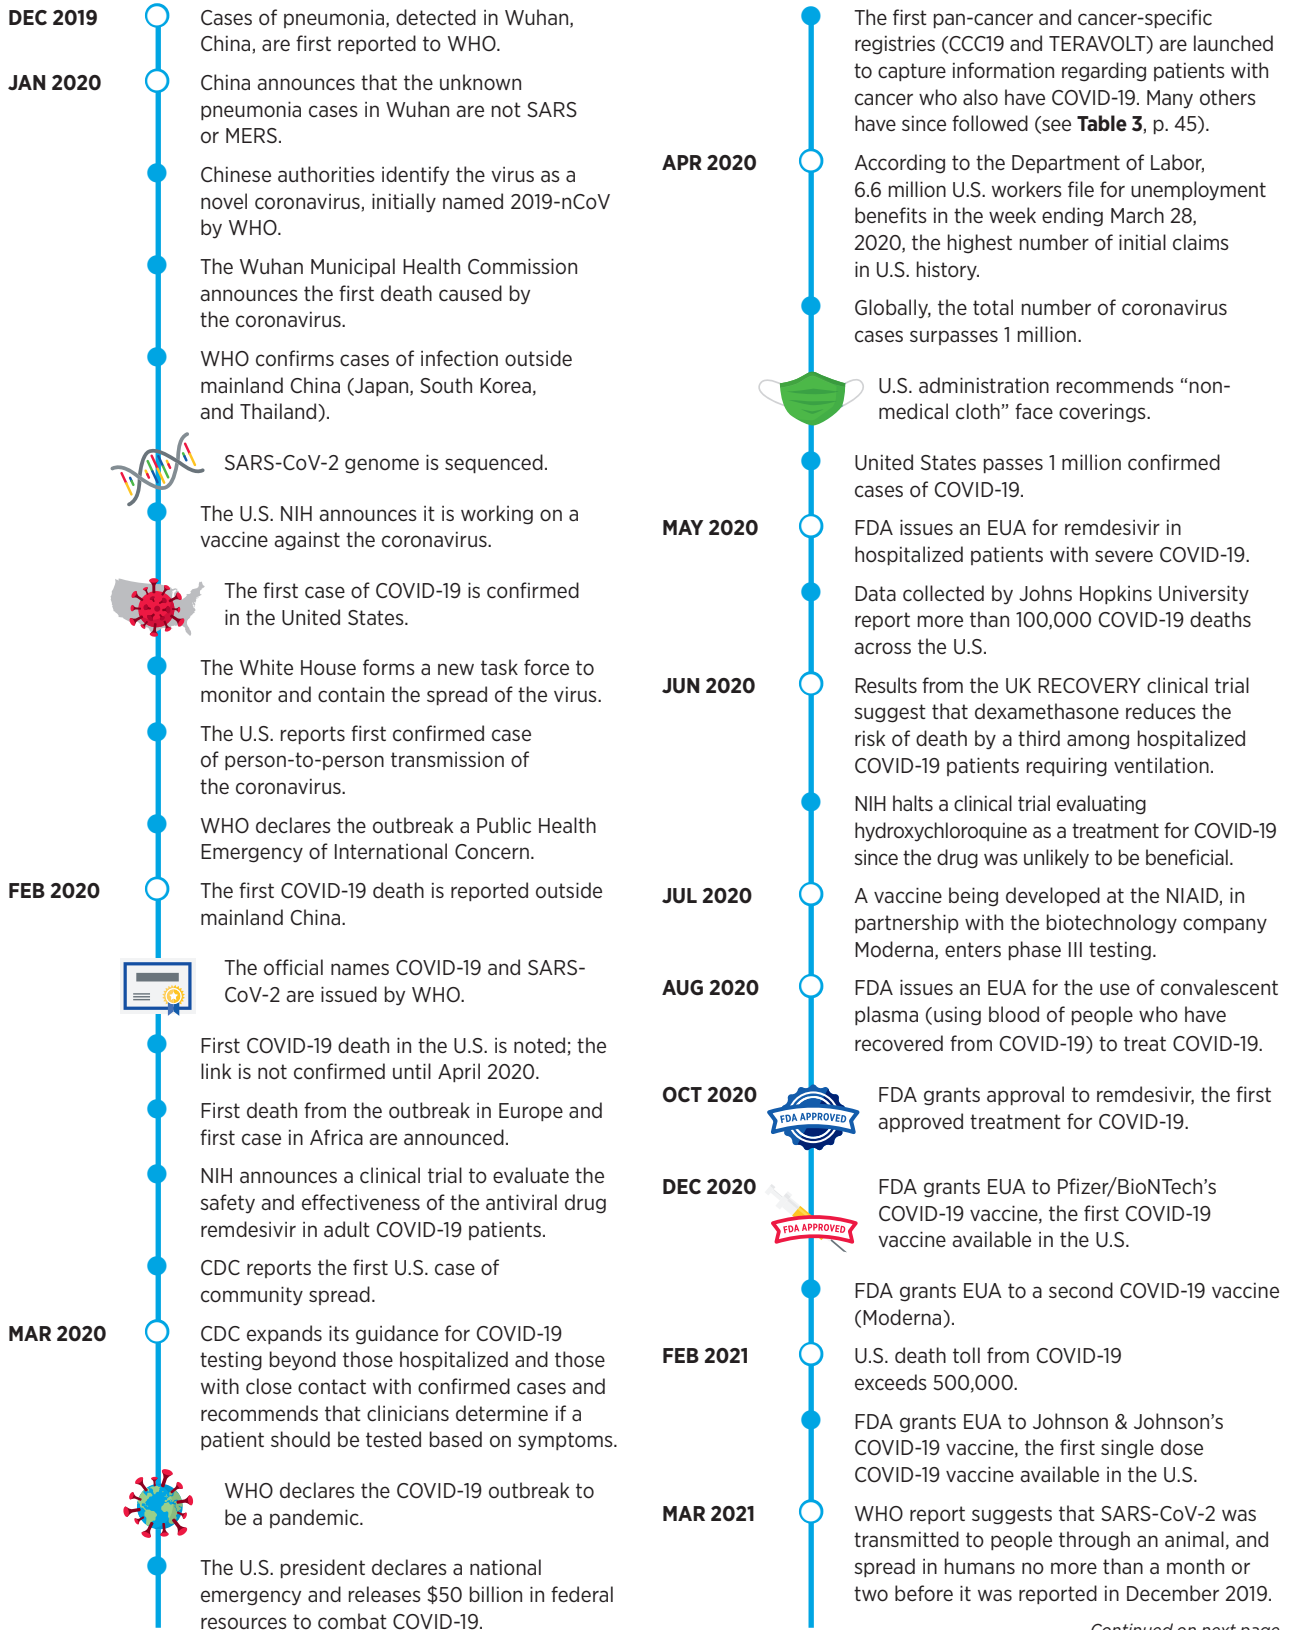 DEC 2019
Cases of pneumonia, detected in Wuhan,
China, are first reported to WHO.
JAN 2020
China announces that the unknown
pneumonia cases in Wuhan are not SARS
or MERS.
Chinese authorities identify the virus as a
novel coronavirus, initially named 2019-nCoV
by WHO.
The Wuhan Municipal Health Commission
announces the first death caused by
the coronavirus.
WHO confirms cases of infection outside
mainland China (Japan, South Korea,
and Thailand).
SARS-CoV-2 genome is sequenced.
The U.S. NIH announces it is working on a
vaccine against the coronavirus.
The first case of COVID-19 is confirmed
in the United States.
The White House forms a new task force to
monitor and contain the spread of the virus.
The U.S. reports first confirmed case
of person-to-person transmission of
the coronavirus.
WHO declares the outbreak a Public Health
Emergency of International Concern.
FEB 2020
The first COVID-19 death is reported outside
mainland China.
The official names COVID-19 and SARS-
CoV-2 are issued by WHO.
First COVID-19 death in the U.S. is noted; the
link is not confirmed until April 2020.
First death from the outbreak in Europe and
first case in Africa are announced.
NIH announces a clinical trial to evaluate the
safety and effectiveness of the antiviral drug
remdesivir in adult COVID-19 patients.
CDC reports the first U.S. case of
community spread.
MAR 2020
CDC expands its guidance for COVID-19
testing beyond those hospitalized and those
with close contact with confirmed cases and
recommends that clinicians determine if a
patient should be tested based on symptoms.
WHO declares the COVID-19 outbreak to
be a pandemic.
The U.S. president declares a national
emergency and releases $50 billion in federal
resources to combat COVID-19.
The first pan-cancer and cancer-specific
registries (CCC19 and TERAVOLT) are launched
to capture information regarding patients with
cancer who also have COVID-19. Many others
have since followed (see Table 3, p. 45).
APR 2020
According to the Department of Labor,
6.6 million U.S. workers file for unemployment
benefits in the week ending March 28,
2020, the highest number of initial claims
in U.S. history.
Globally, the total number of coronavirus
cases surpasses 1 million.
U.S. administration recommends “non-
medical cloth” face coverings.
United States passes 1 million confirmed
cases of COVID-19.
MAY 2020
FDA issues an EUA for remdesivir in
hospitalized patients with severe COVID-19.
Data collected by Johns Hopkins University
report more than 100,000 COVID-19 deaths
across the U.S.
JUN 2020
Results from the UK RECOVERY clinical trial
suggest that dexamethasone reduces the
risk of death by a third among hospitalized
COVID-19 patients requiring ventilation.
NIH halts a clinical trial evaluating
hydroxychloroquine as a treatment for COVID-19
since the drug was unlikely to be beneficial.
JUL 2020
A vaccine being developed at the NIAID, in
partnership with the biotechnology company
Moderna, enters phase III testing.
AUG 2020
FDA issues an EUA for the use of convalescent
plasma (using blood of people who have
recovered from COVID-19) to treat COVID-19.
OCT 2020
FDA APPROVED
FDA grants approval to remdesivir, the first
approved treatment for COVID-19.
DEC 2020
FDA APPROVED
FDA grants EUA to Pfizer/BioNTech’s
COVID-19 vaccine, the first COVID-19
vaccine available in the U.S.
FDA grants EUA to a second COVID-19 vaccine
(Moderna).
FEB 2021
U.S. death toll from COVID-19
exceeds 500,000.
FDA grants EUA to Johnson & Johnson’s
COVID-19 vaccine, the first single dose
COVID-19 vaccine available in the U.S.
MAR 2021
WHO report suggests that SARS-CoV-2 was
transmitted to people through an animal, and
spread in humans no more than a month or
two before it was reported in December 2019.
Continued on next page